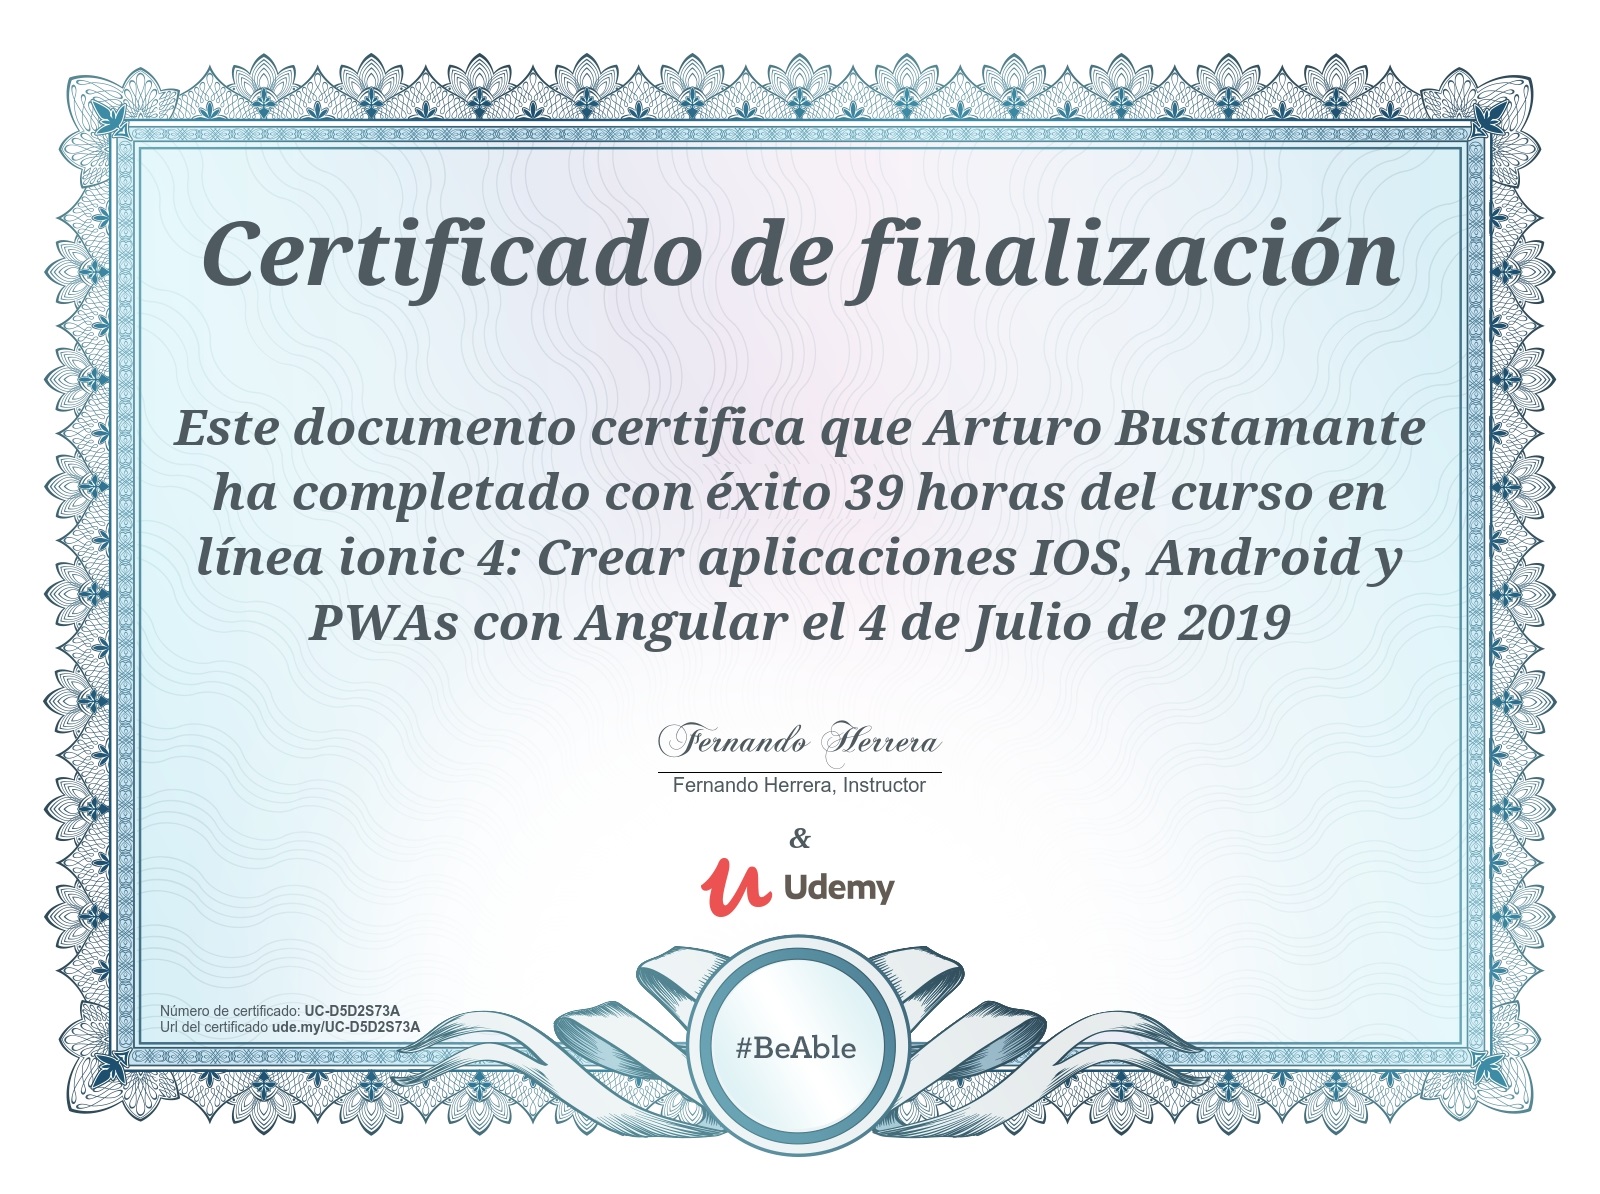 Certificado de finalización
Este documento certifica que Arturo Bustamante
ha completado con éxito 39 horas del curso en
línea ionic 4: Crear aplicaciones IOS, Android y
PWAs con Angular el 4 de Julio de 2019
Fernando Herrera
Fernando Herrera, Instructor
&
Udemy
Número de certificado: UC-D5D2S73A
Url del certificado ude.my/UC-D5D2S73A
#BeAble